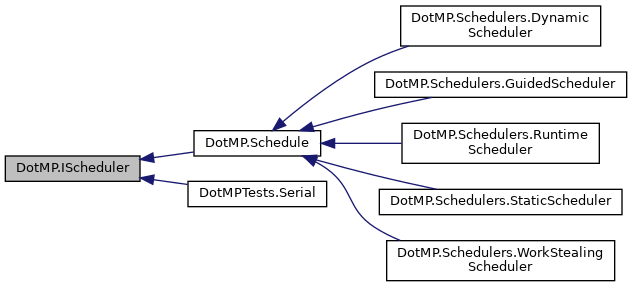 DotMP.Schedulers.Dynamic
Scheduler
DotMP.Schedulers.GuidedScheduler
DotMP.Schedule
DotMP.Schedulers.Runtime
Scheduler
DotMP.IScheduler
DotMPTests.Serial
DotMP.Schedulers.StaticScheduler
DotMP.Schedulers.WorkStealing
Scheduler